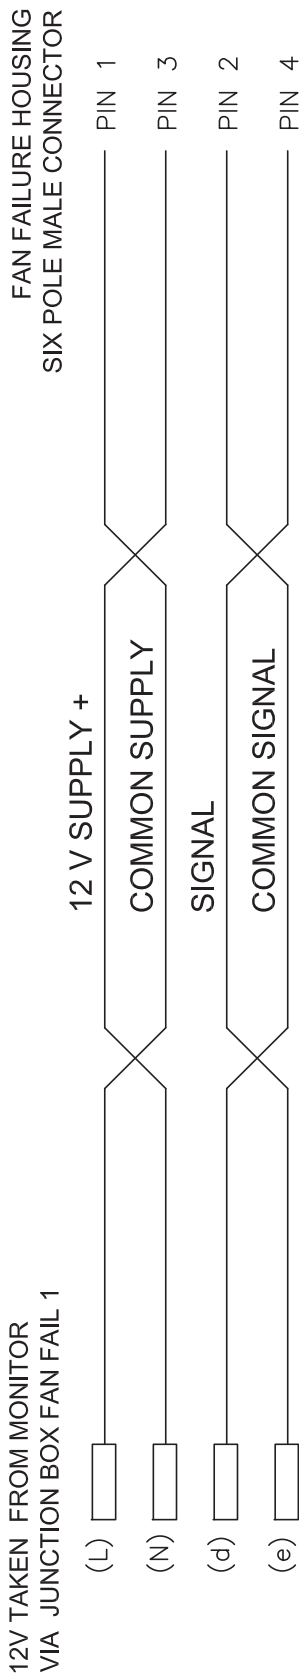 12V TAKEN FROM MONITOR
VIA JUNCTION BOX FAN FAIL 1
FAN FAILURE HOUSING
SIX POLE MALE CONNECTOR
(L)
12 V SUPPLY +
PIN 1
(N)
COMMON SUPPLY
PIN 3
(d)
SIGNAL
PIN 2
(e)
COMMON SIGNAL
PIN 4